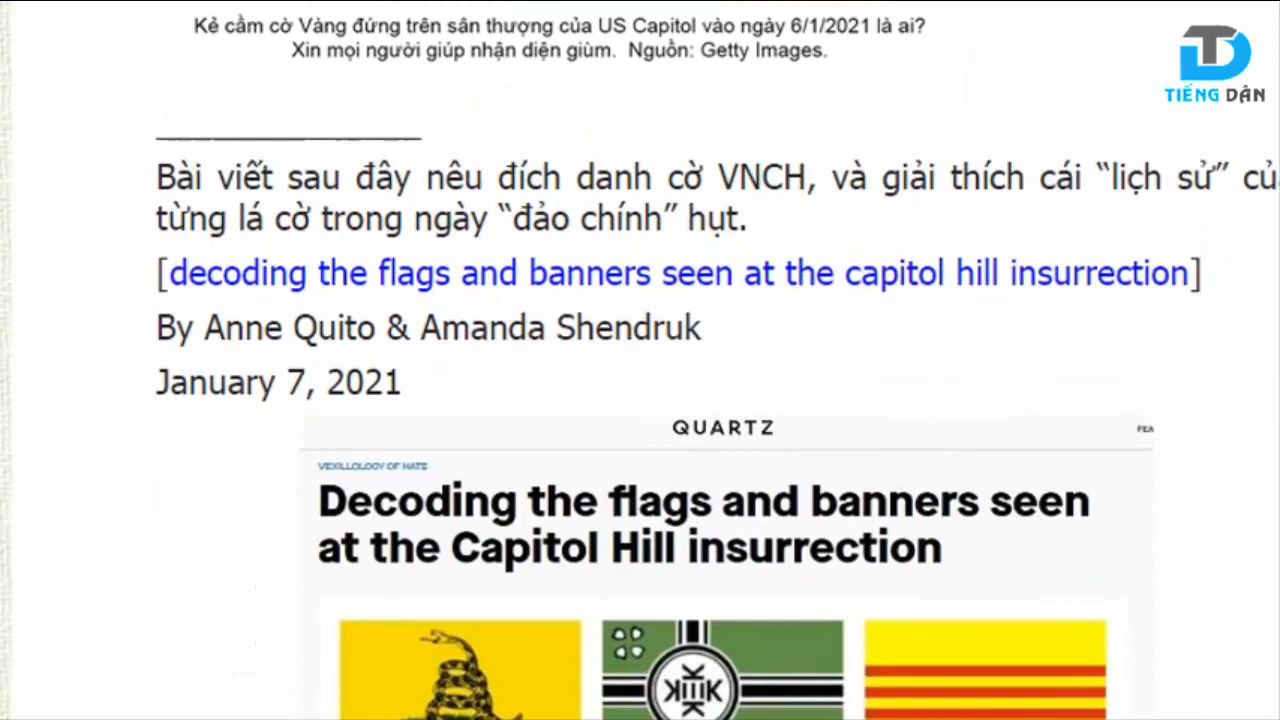 Kẻ cầm cờ Vàng đứng trên sân thượng của US Capitol vào ngày 6/1/2021 là ai?
Xin mọi người giúp nhận diện giùm. Nguồn: Getty Images.
TD
TIẾNG DÂN
Bài viết sau đây nêu đích danh cờ VNCH, và giải thích cái “lịch sử”
từng lá cờ trong ngày “đảo chính” hụt.
[decoding the flags and banners seen at the capitol hill insurrection]
By Anne Quito & Amanda Shendruk
January 7, 2021
QUARTZ
FEA
VEXILLOLOGY OF HATE
Decoding the flags and banners seen
at the Capitol Hill insurrection